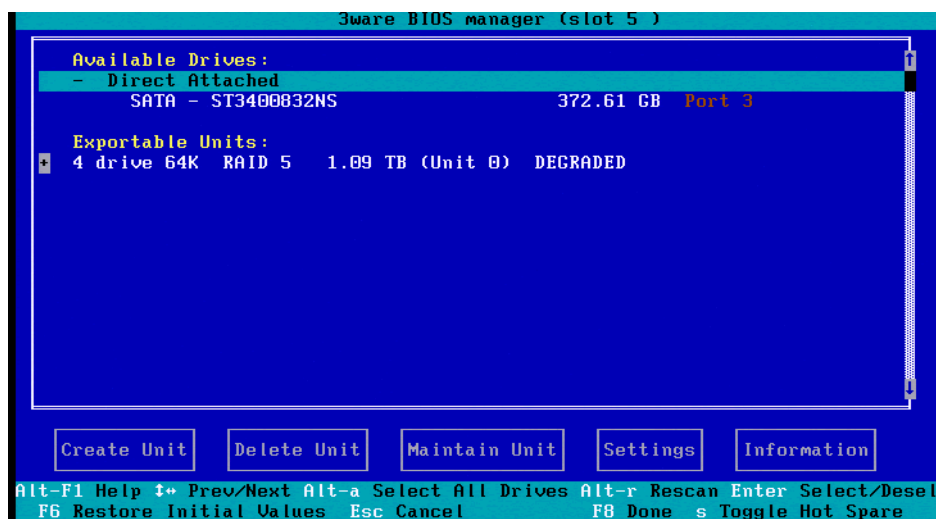 3ware BIOS manager (slot 5 )
Available Drives:
- Direct Attached
SATA - ST3400832NS 372.61 GB Port 3
Exportable Units:
+ 4 drive 64K RAID 5 1.09 TB (Unit 0) DEGRADED
Create Unit Delete Unit Maintain Unit Settings Information
Alt-F1 Help ↕↔ Prev/Next Alt-a Select All Drives Alt-r Rescan Enter Select/Desel
F6 Restore Initial Values Esc Cancel F8 Done s Toggle Hot Spare